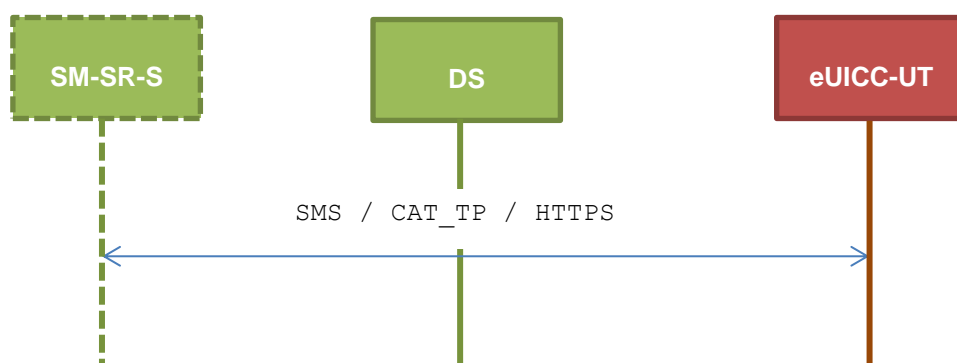 SM-SR-S
DS
eUICC-UT
SMS / CAT_TP / HTTPS